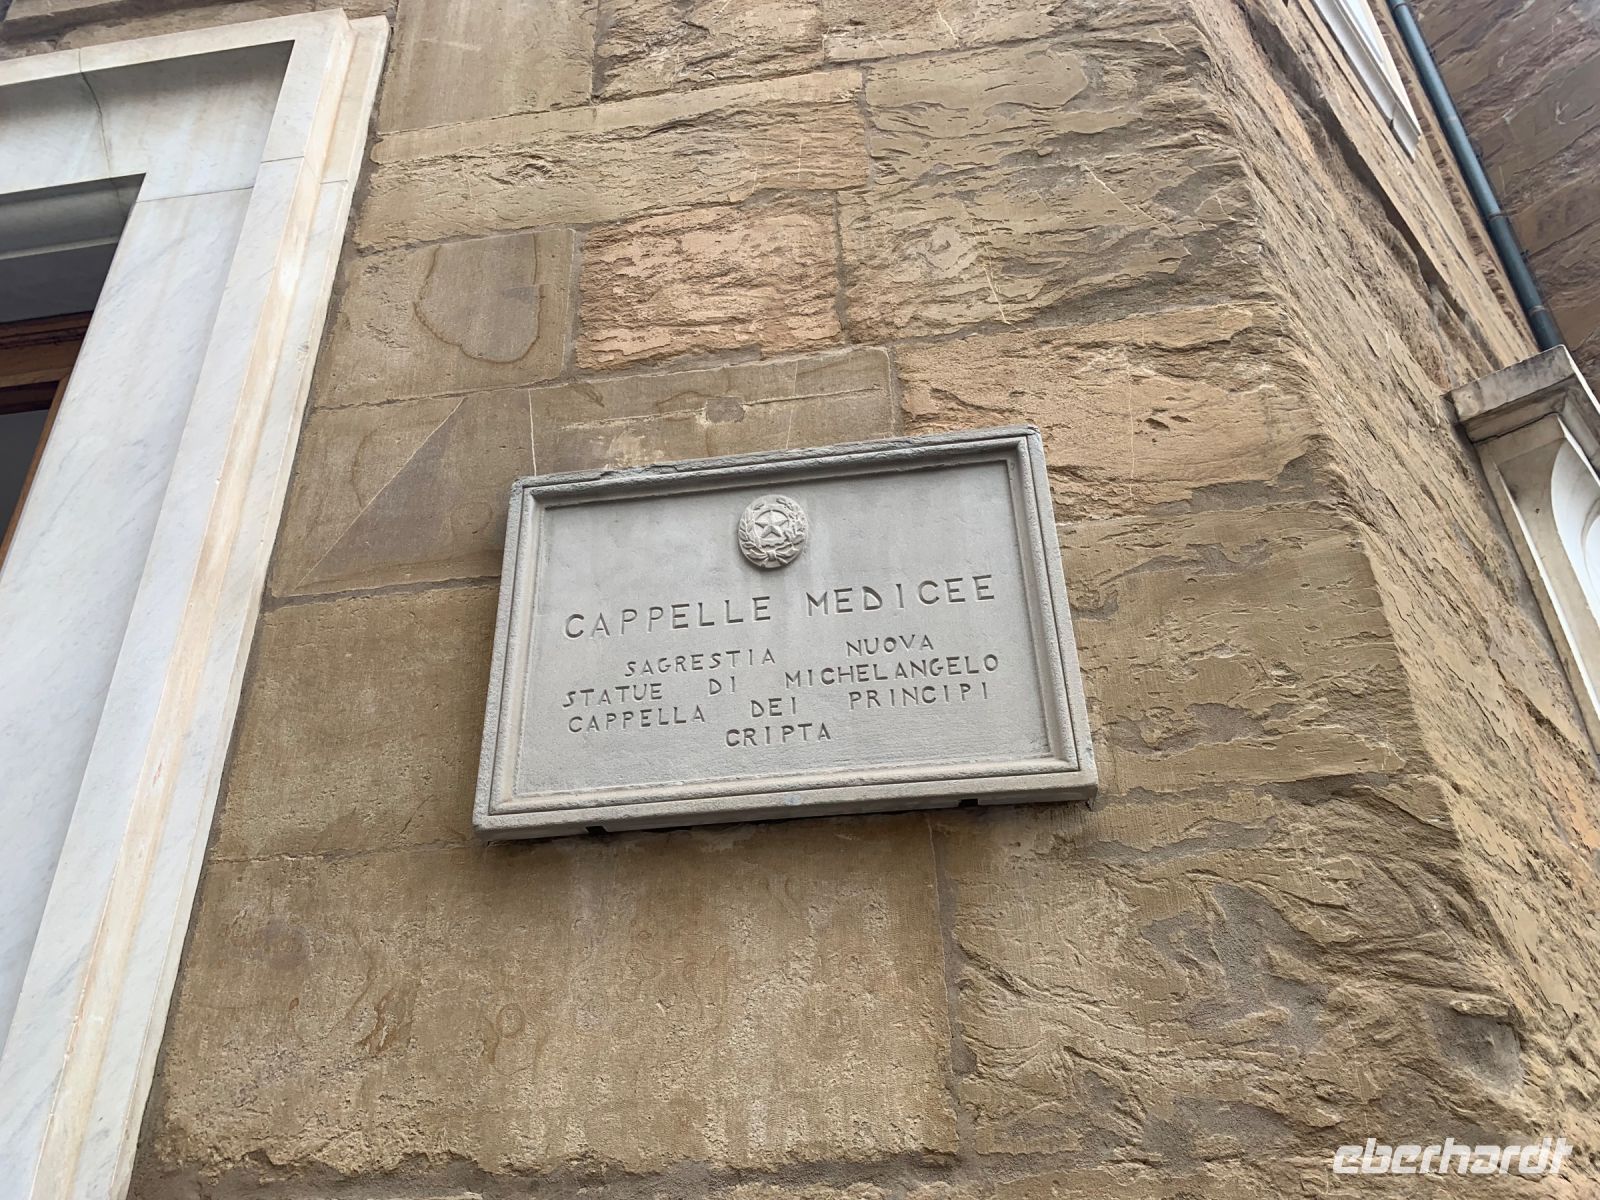 CAPPELLE MEDICEE
SAGRESTIA NUOVA
STATUE DI MICHELANGELO
CAPPELLA DEI PRINCIPI
CRIPTA
eberhardt